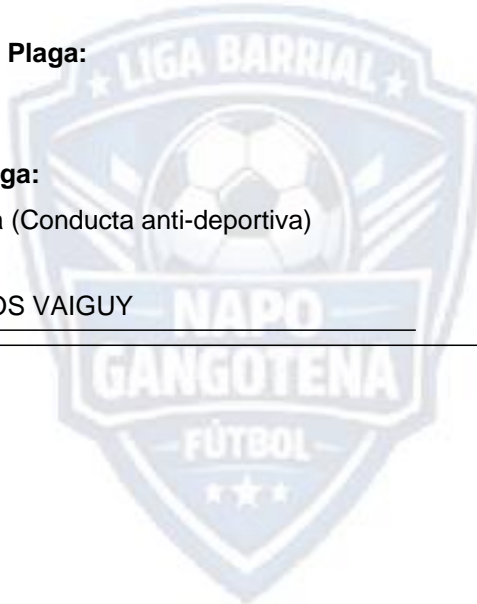 Plaga:
LIGA BARRIAL
ga:
a (Conducta anti-deportiva)
OS VAIGUY
NAPO
GANGOTENA
FÚTBOL